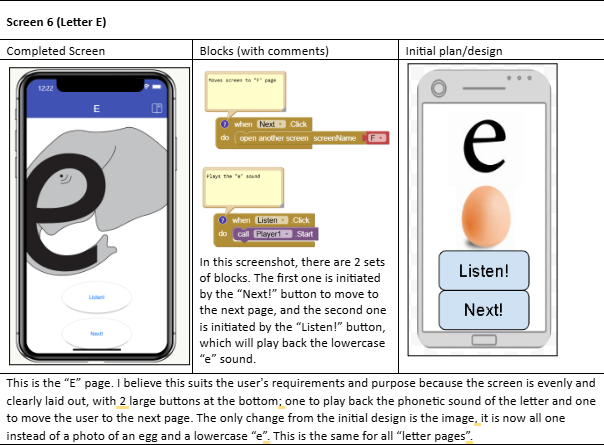 Screen 6 (Letter E)
Completed Screen
Blocks (with comments)
Initial plan/design
12:22
E
e
Listen!
Next!
Moves screen to "F" page
? when Next .Click
do open another screen screenName F
Plays the "e" sound
? when Listen .Click
do call Player1 .Start
In this screenshot, there are 2 sets
of blocks. The first one is initiated
by the “Next!” button to move to
the next page, and the second one
is initiated by the “Listen!” button,
which will play back the lowercase
“e” sound.
e
Listen!
Next!
This is the “E” page. I believe this suits the user's requirements and purpose because the screen is evenly and
clearly laid out, with 2 large buttons at the bottom; one to play back the phonetic sound of the letter and one
to move the user to the next page. The only change from the initial design is the image, it is now all one
instead of a photo of an egg and a lowercase “e”. This is the same for all “letter pages”.